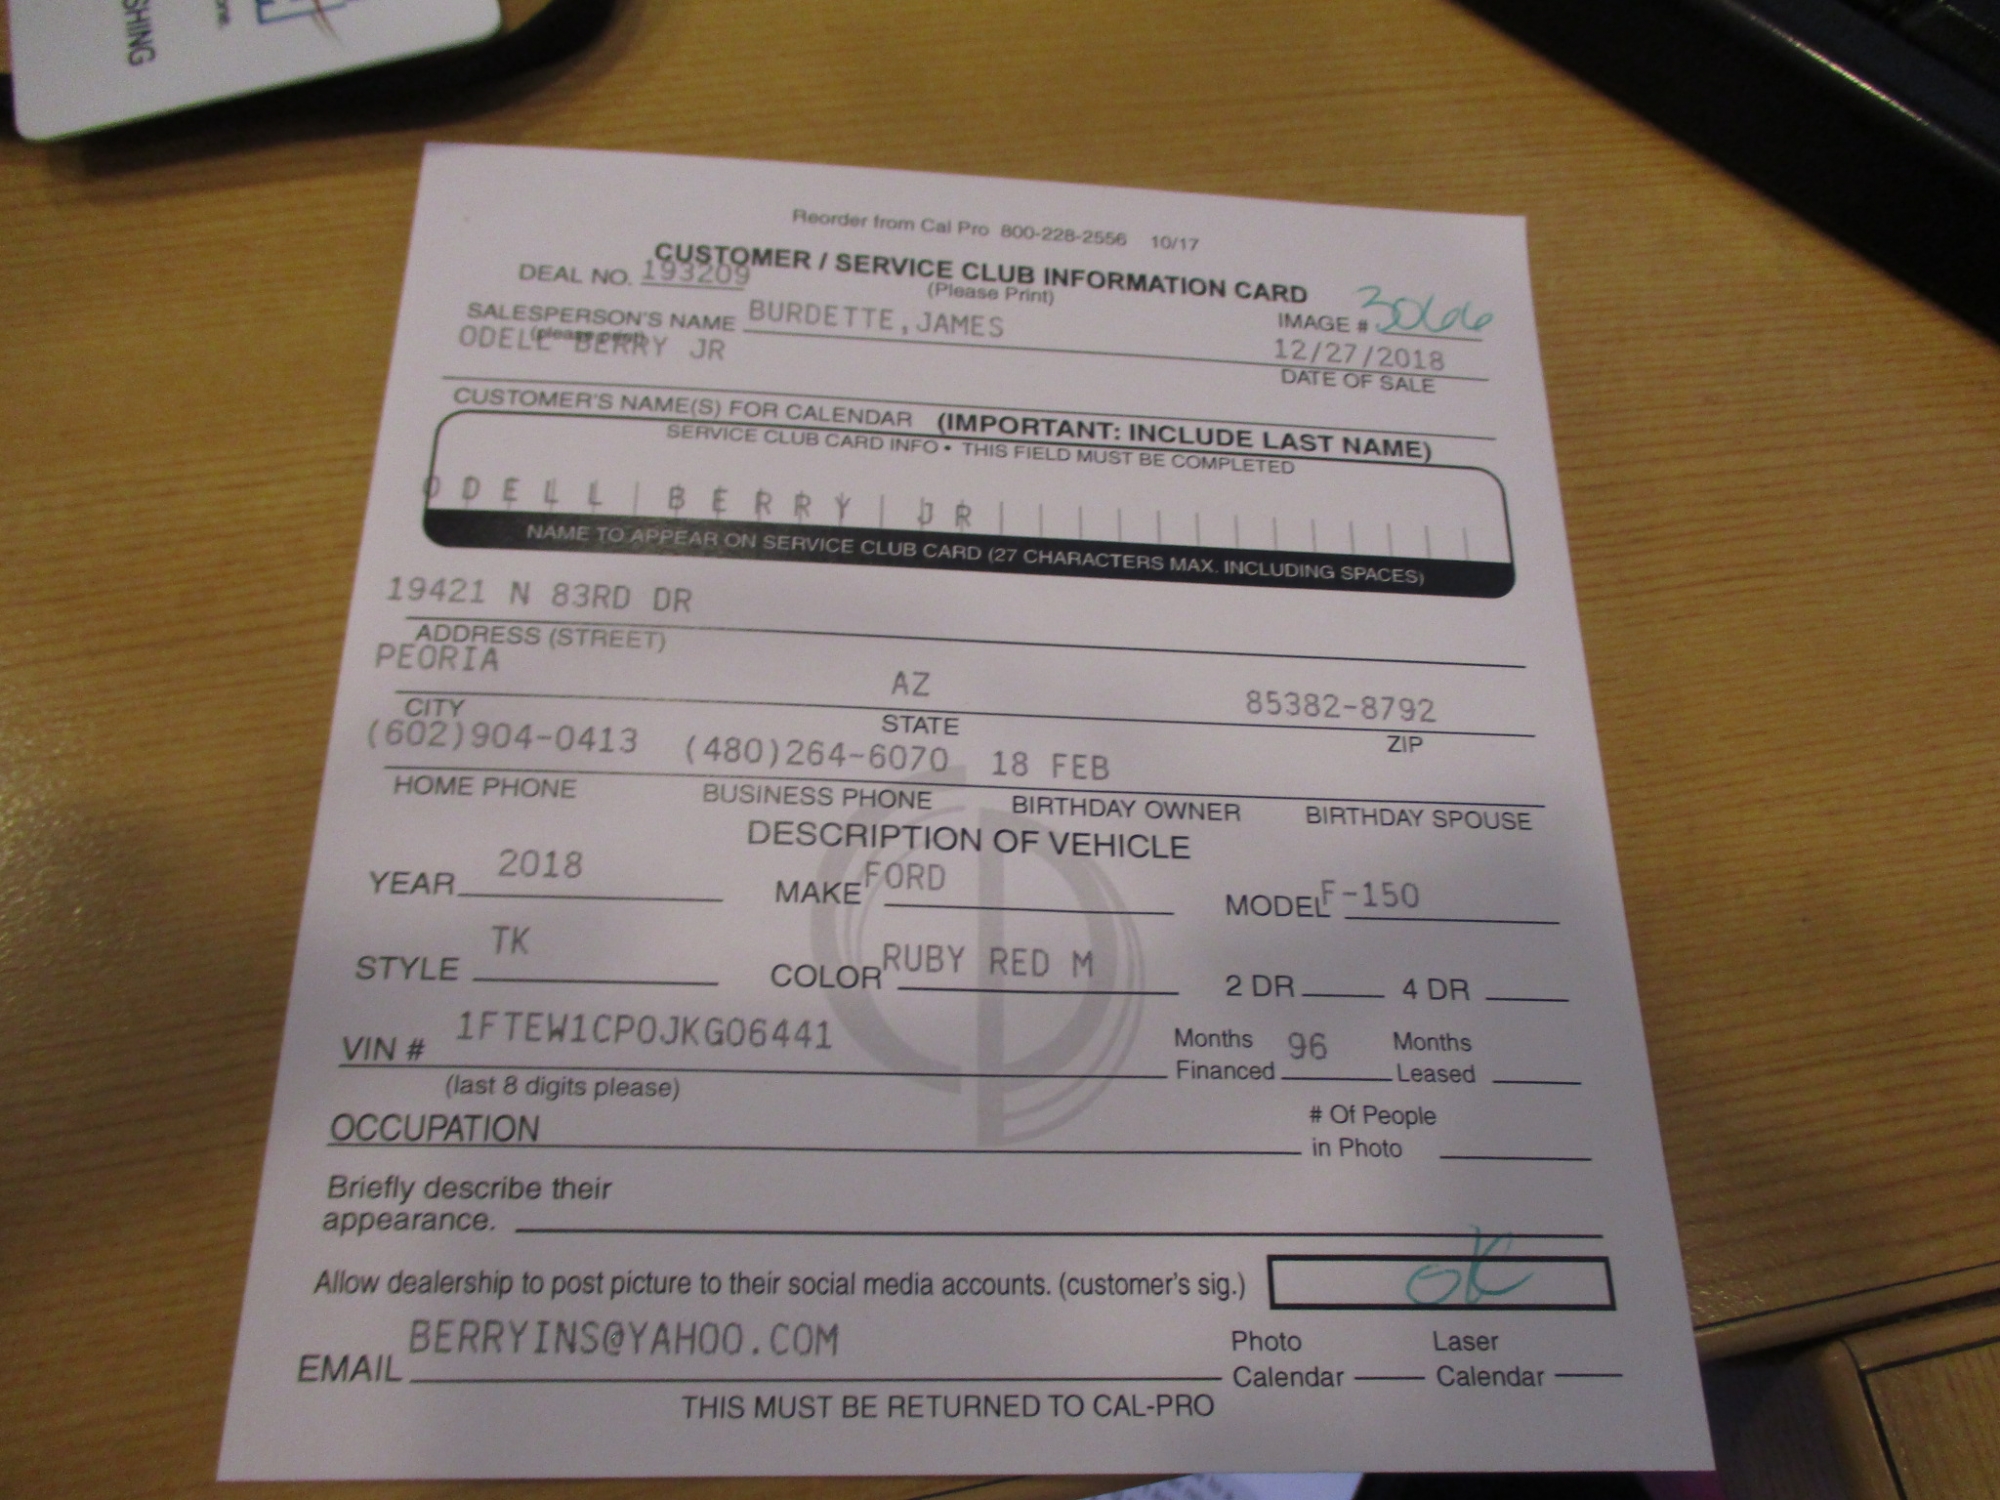 SHING
one.
Reorder from Cal Pro 800-228-2556 10/17
CUSTOMER / SERVICE CLUB INFORMATION CARD
DEAL NO. 193209
(Please Print)
SALESPERSON'S NAME BURDETTE,JAMES
IMAGE # 3066
(please print)
ODELL BERRY JR
12/27/2018
DATE OF SALE
CUSTOMER'S NAME(S) FOR CALENDAR (IMPORTANT: INCLUDE LAST NAME)
SERVICE CLUB CARD INFO • THIS FIELD MUST BE COMPLETED
ODELL BERRY JR
NAME TO APPEAR ON SERVICE CLUB CARD (27 CHARACTERS MAX. INCLUDING SPACES)
19421 N 83RD DR
ADDRESS (STREET)
PEORIA AZ 85382-8792
CITY STATE ZIP
(602)904-0413 (480)264-6070 18 FEB
HOME PHONE BUSINESS PHONE BIRTHDAY OWNER BIRTHDAY SPOUSE
DESCRIPTION OF VEHICLE
YEAR 2018 MAKE FORD MODEL F-150
STYLE TK COLOR RUBY RED M 2 DR 4 DR
VIN # 1FTEW1CP0JKG06441
Months Financed 96 Months Leased
(last 8 digits please)
OCCUPATION
# Of People in Photo
Briefly describe their
appearance.
Allow dealership to post picture to their social media accounts. (customer's sig.) OK
EMAIL BERRYINS@YAHOO.COM
Photo Calendar Laser Calendar
THIS MUST BE RETURNED TO CAL-PRO